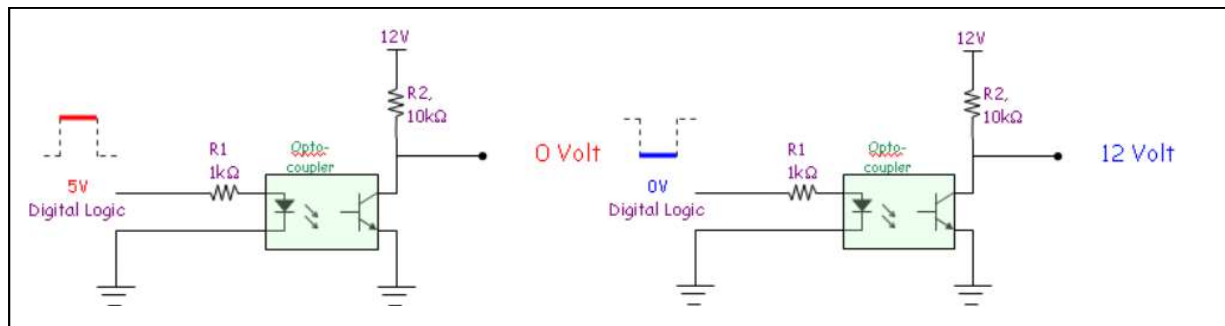 12V
R2,
10kΩ
R1
1kΩ
Opto-
coupler
0 Volt
5V
Digital Logic
12V
R2,
10kΩ
R1
1kΩ
Opto-
coupler
12 Volt
0V
Digital Logic